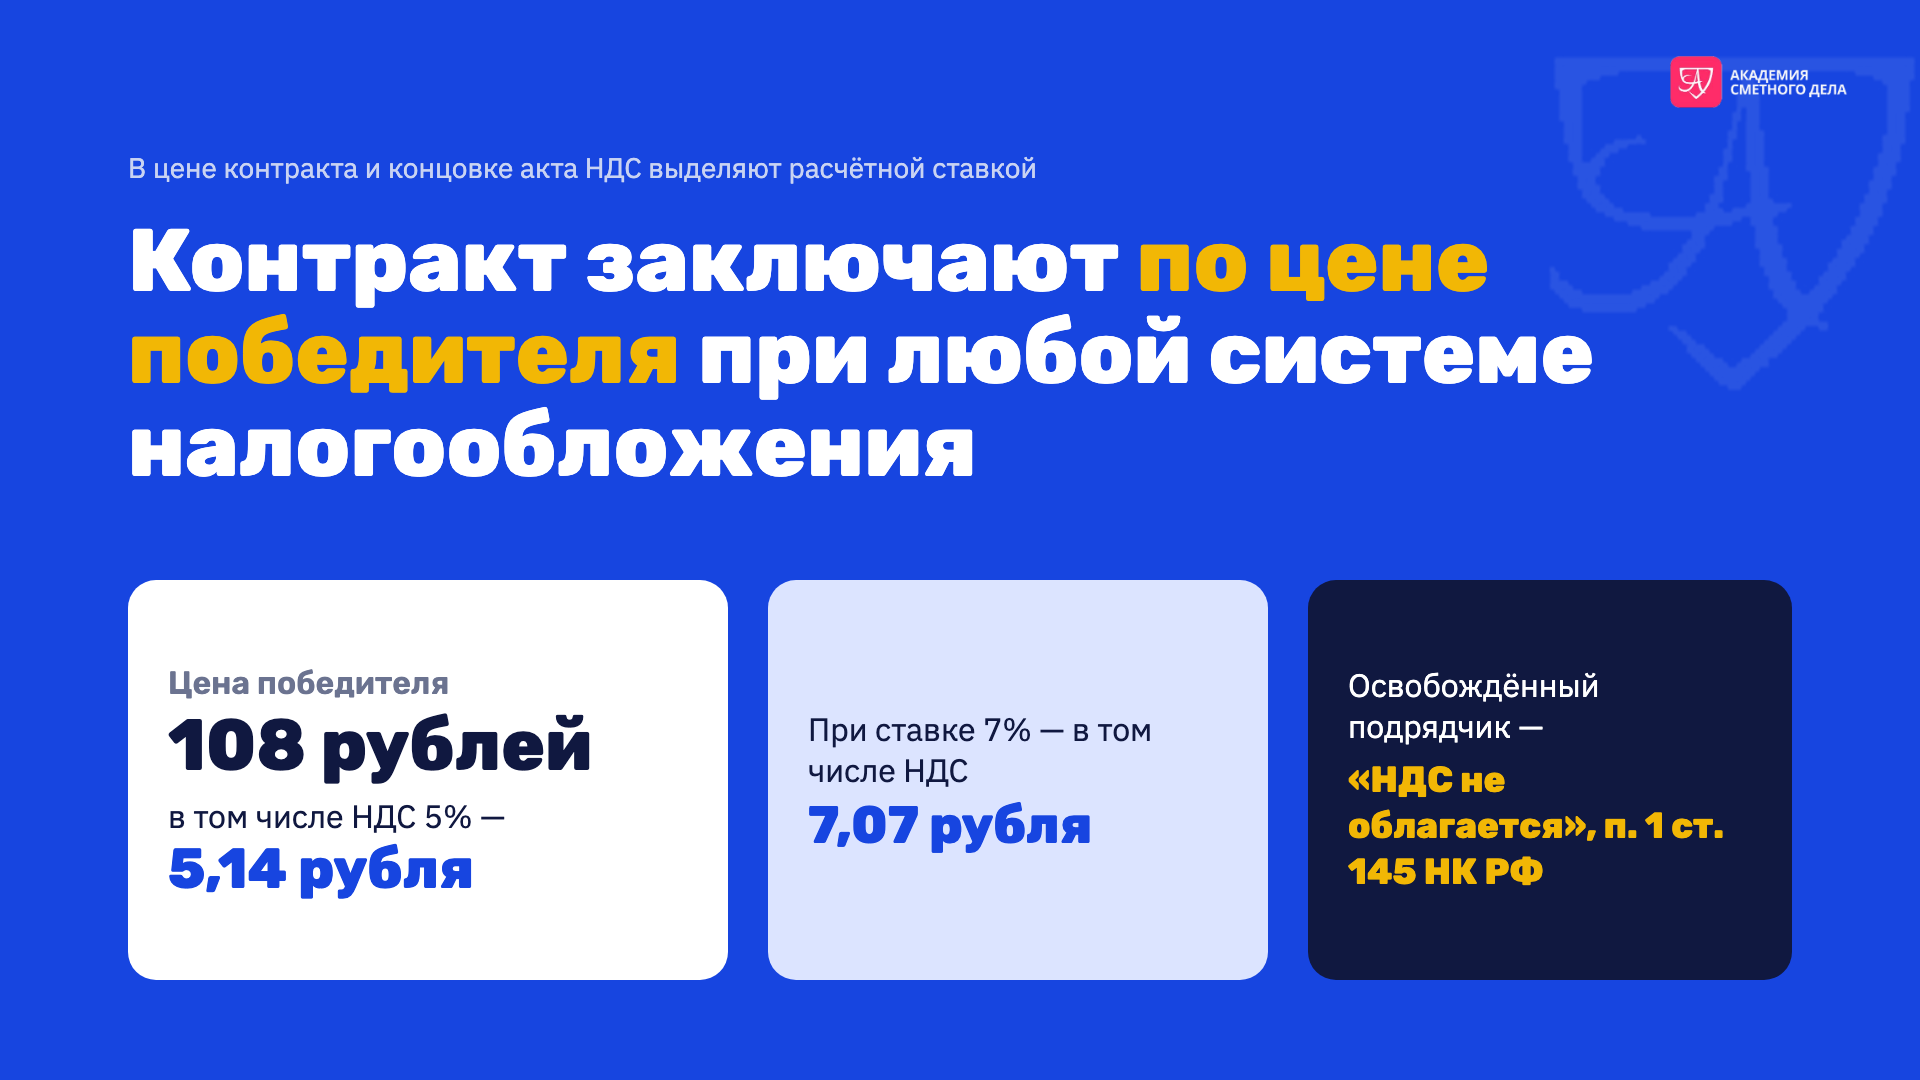 АКАДЕМИЯ
СМЕТНОГО ДЕЛА
В цене контракта и концовке акта НДС выделяют расчётной ставкой
Контракт заключают по цене
победителя при любой системе
налогообложения
Цена победителя
108 рублей
в том числе НДС 5% —
5,14 рубля
При ставке 7% — в том
числе НДС
7,07 рубля
Освобождённый
подрядчик —
«НДС не
облагается», п. 1 ст.
145 НК РФ